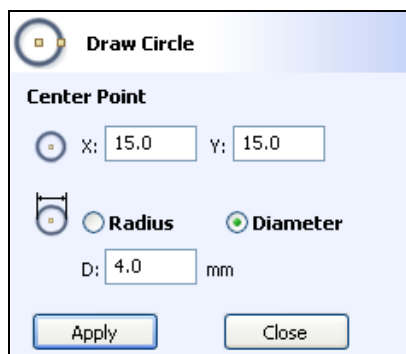 Draw Circle
Center Point
X: 15.0 Y: 15.0
Radius Diameter
D: 4.0 mm
Apply Close